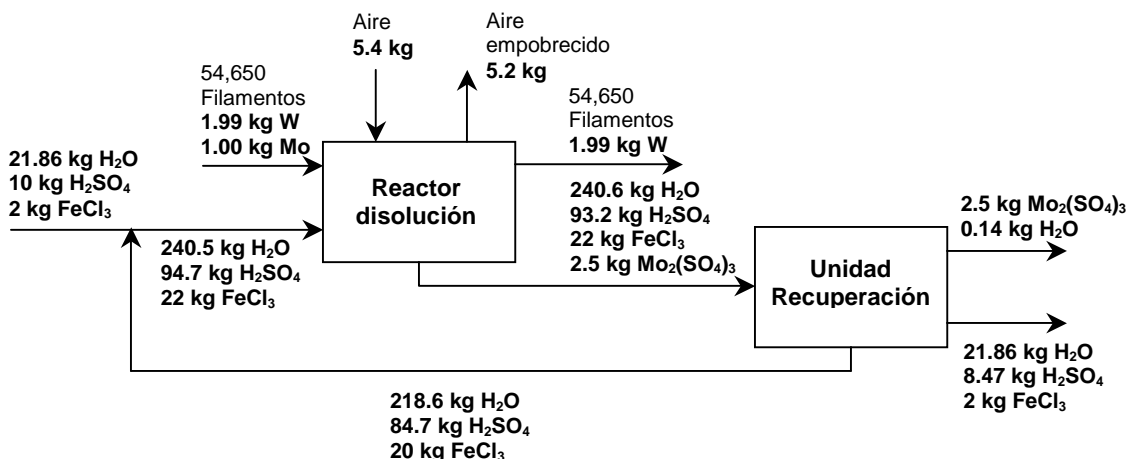 Aire
5.4 kg
Aire
empobrecido
5.2 kg
54,650
Filamentos
1.99 kg W
1.00 kg Mo
54,650
Filamentos
1.99 kg W
21.86 kg H₂O
10 kg H₂SO₄
2 kg FeCl₃
Reactor
disolución
240.5 kg H₂O
94.7 kg H₂SO₄
22 kg FeCl₃
240.6 kg H₂O
93.2 kg H₂SO₄
22 kg FeCl₃
2.5 kg Mo₂(SO₄)₃
Unidad
Recuperación
2.5 kg Mo₂(SO₄)₃
0.14 kg H₂O
21.86 kg H₂O
8.47 kg H₂SO₄
2 kg FeCl₃
218.6 kg H₂O
84.7 kg H₂SO₄
20 kg FeCl₃